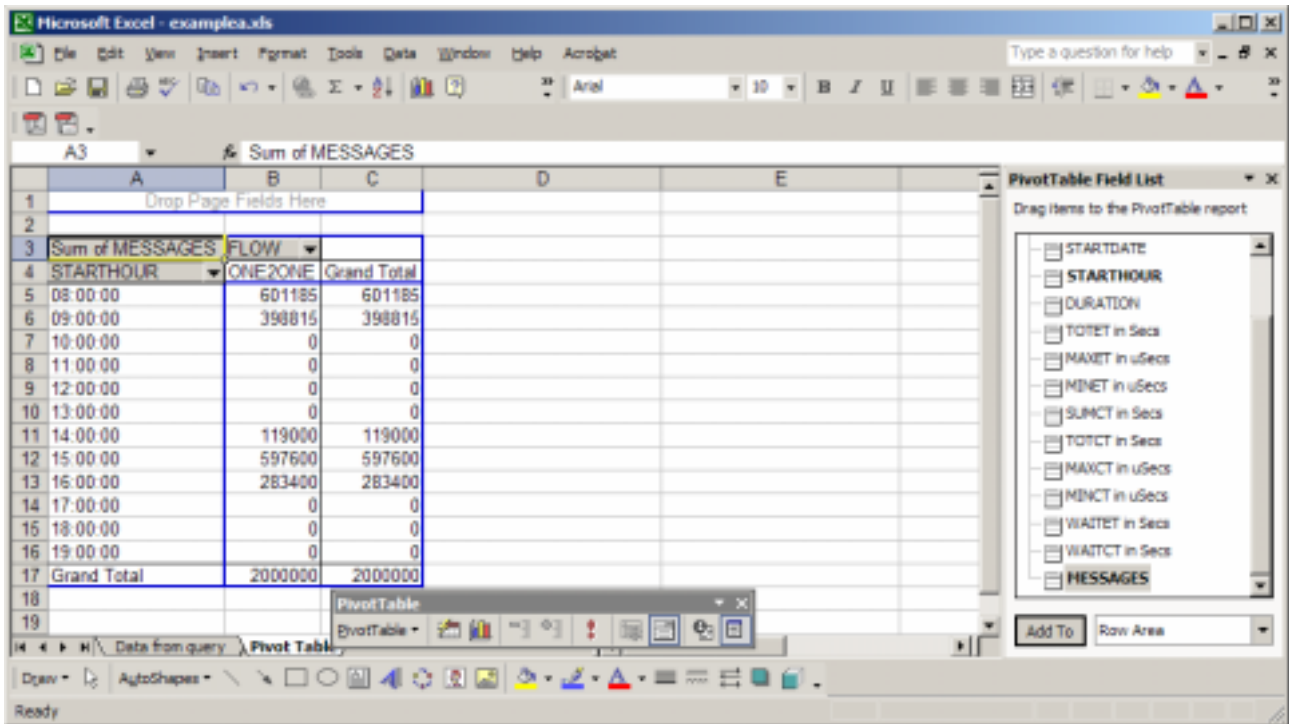 Microsoft Excel - examplea.xls
File Edit View Insert Format Tools Data Window Help Acrobat Type a question for help
Arial 10 B I U
A3 fx Sum of MESSAGES
A B C D E
1 Drop Page Fields Here
2
3 Sum of MESSAGES FLOW
4 STARTHOUR ONE2ONE Grand Total
5 08:00:00 601185 601185
6 09:00:00 398815 398815
7 10:00:00 0 0
8 11:00:00 0 0
9 12:00:00 0 0
10 13:00:00 0 0
11 14:00:00 119000 119000
12 15:00:00 597600 597600
13 16:00:00 283400 283400
14 17:00:00 0 0
15 18:00:00 0 0
16 19:00:00 0 0
17 Grand Total 2000000 2000000
18
19
PivotTable
PivotTable
Data from query Pivot Table
PivotTable Field List
Drag items to the PivotTable report
STARTDATE
STARTHOUR
DURATION
TOTET in Secs
MAXET in uSecs
MINET in uSecs
SUMCT in Secs
TOTCT in Secs
MAXCT in uSecs
MINCT in uSecs
WAITET in Secs
WAITCT in Secs
MESSAGES
Add To Row Area
Draw AutoShapes
Ready